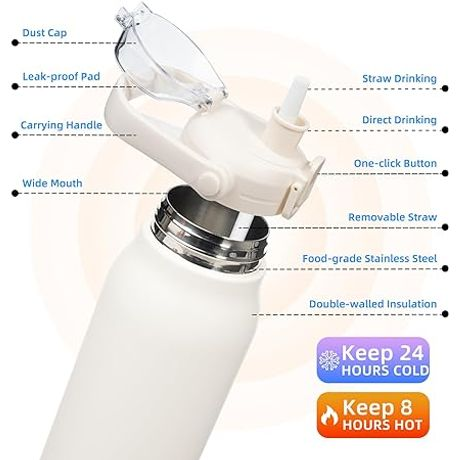 Dust Cap
Leak-proof Pad
Carrying Handle
Wide Mouth
Straw Drinking
Direct Drinking
One-click Button
Removable Straw
Food-grade Stainless Steel
Double-walled Insulation
Keep 24
HOURS COLD
Keep 8
HOURS HOT